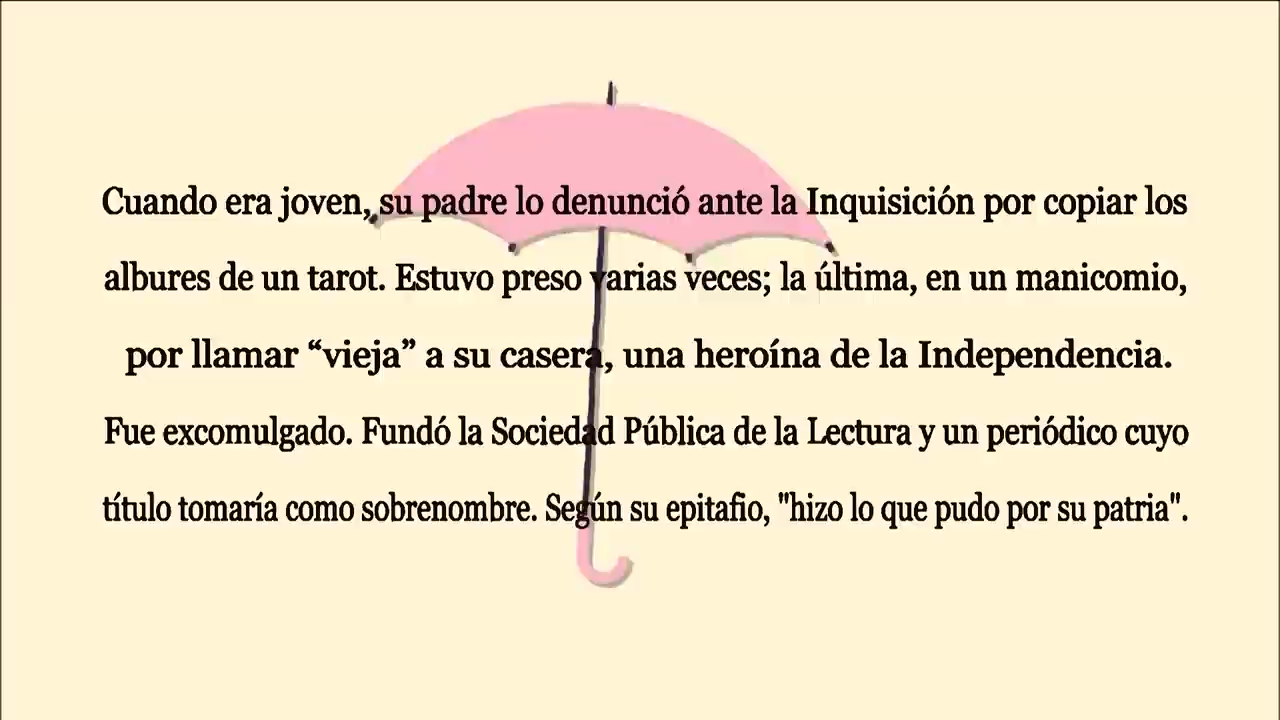 Cuando era joven, su padre lo denunció ante la Inquisición por copiar los
albures de un tarot. Estuvo preso varias veces; la última, en un manicomio,
por llamar “vieja” a su casera, una heroína de la Independencia.
Fue excomulgado. Fundó la Sociedad Pública de la Lectura y un periódico cuyo
título tomaría como sobrenombre. Según su epitafio, "hizo lo que pudo por su patria".